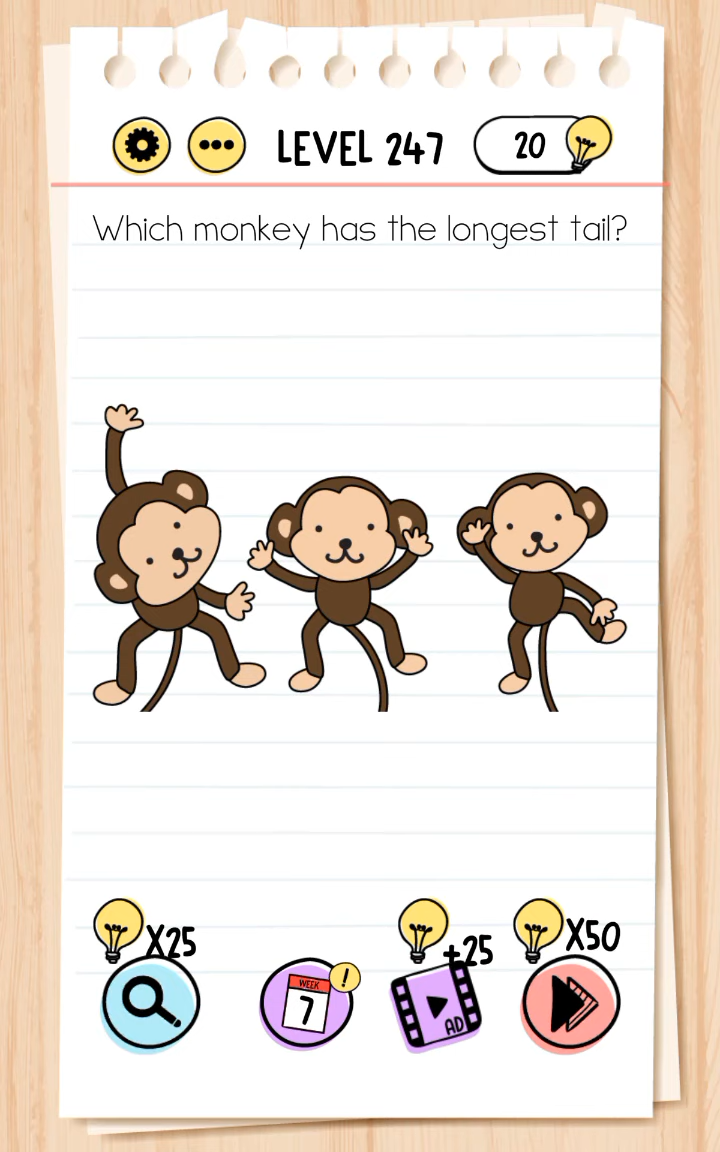 LEVEL 247
20
Which monkey has the longest tail?
X25
WEEK
7
!
+25
AD
X50